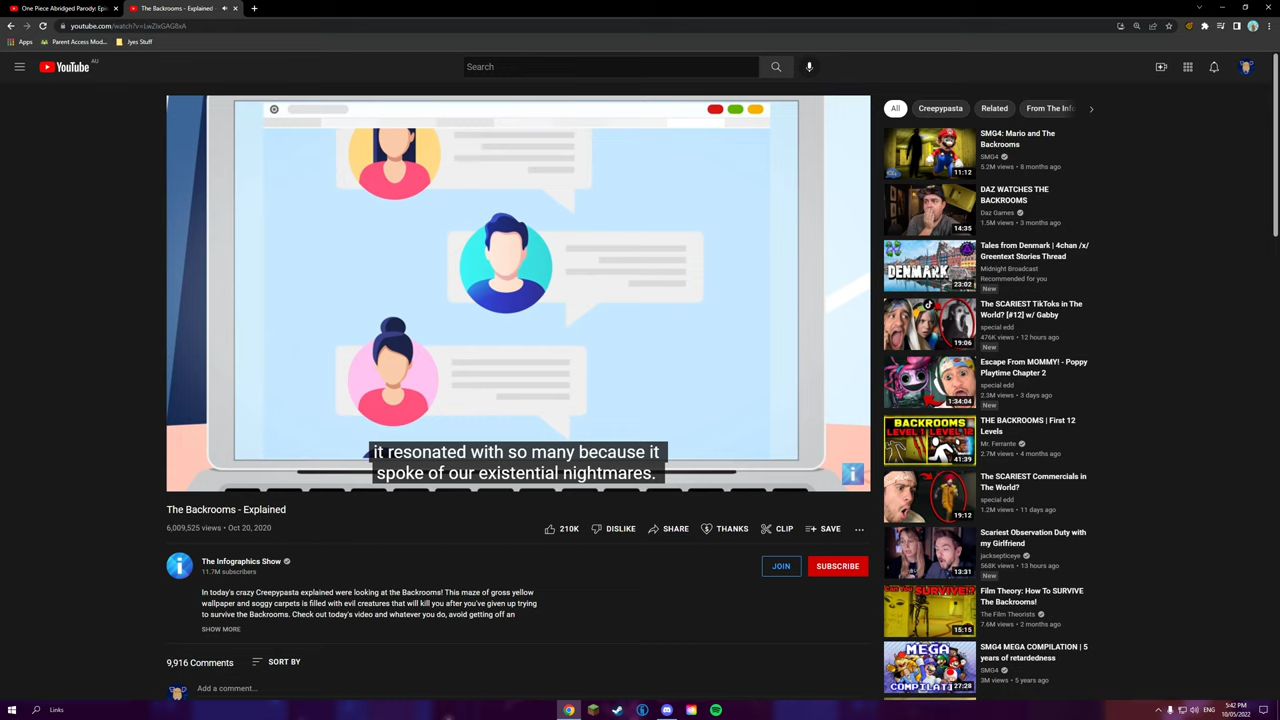 One Piece Abridged Parody: Epi
The Backrooms - Explained
youtube.com/watch?v=LwZIxGAG8xA
Apps
Parent Access Mod...
Jyes Stuff
YouTube
AU
Search
it resonated with so many because it
spoke of our existential nightmares.
The Backrooms - Explained
6,009,525 views • Oct 20, 2020
210K
DISLIKE
SHARE
THANKS
CLIP
SAVE
The Infographics Show
11.7M subscribers
JOIN
SUBSCRIBE
In today's crazy Creepypasta explained were looking at the Backrooms! This maze of gross yellow
wallpaper and soggy carpets is filled with evil creatures that will kill you after you've given up trying
to survive the Backrooms. Check out today's video and whatever you do, avoid getting off an
SHOW MORE
9,916 Comments
SORT BY
Add a comment...
All
Creepypasta
Related
From The Info
SMG4: Mario and The
Backrooms
SMG4
5.2M views • 8 months ago
11:12
DAZ WATCHES THE
BACKROOMS
Daz Games
1.5M views • 3 months ago
14:35
Tales from Denmark | 4chan /x/
Greentext Stories Thread
Midnight Broadcast
Recommended for you
New
DENMARK
23:02
The SCARIEST TikToks in The
World? [#12] w/ Gabby
special edd
476K views • 12 hours ago
New
19:06
Escape From MOMMY! - Poppy
Playtime Chapter 2
special edd
2.3M views • 3 days ago
New
1:34:04
THE BACKROOMS | First 12
Levels
Mr. Ferrante
2.7M views • 4 months ago
BACKROOMS
LEVEL 1 LEVEL 12
41:39
The SCARIEST Commercials in
The World?
special edd
1.2M views • 11 days ago
19:12
Scariest Observation Duty with
my Girlfriend
jacksepticeye
568K views • 13 hours ago
New
13:31
Film Theory: How To SURVIVE
The Backrooms!
The Film Theorists
7.6M views • 2 months ago
SURVIVE?
15:15
SMG4 MEGA COMPILATION | 5
years of retardedness
SMG4
3M views • 5 years ago
MEGA
COMPILATION
27:28
Links
ENG
5:42 PM
10/05/2022